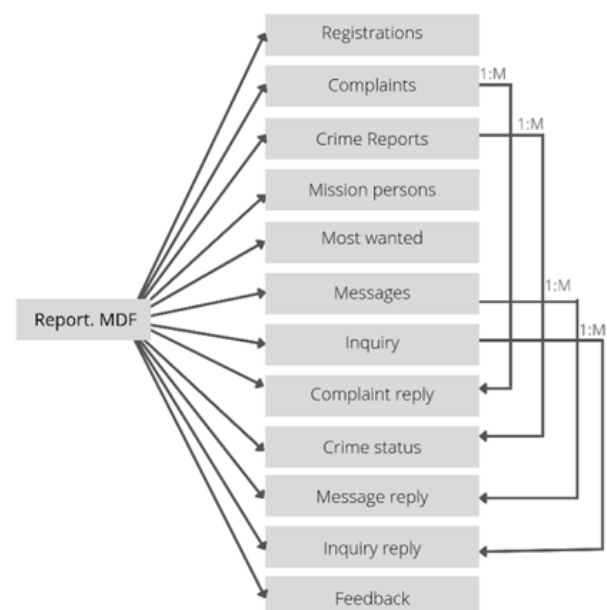 Registrations
1:M
Complaints
1:M
Crime Reports
Mission persons
Most wanted
1:M
Messages
Report. MDF
1:M
Inquiry
Complaint reply
Crime status
Message reply
Inquiry reply
Feedback